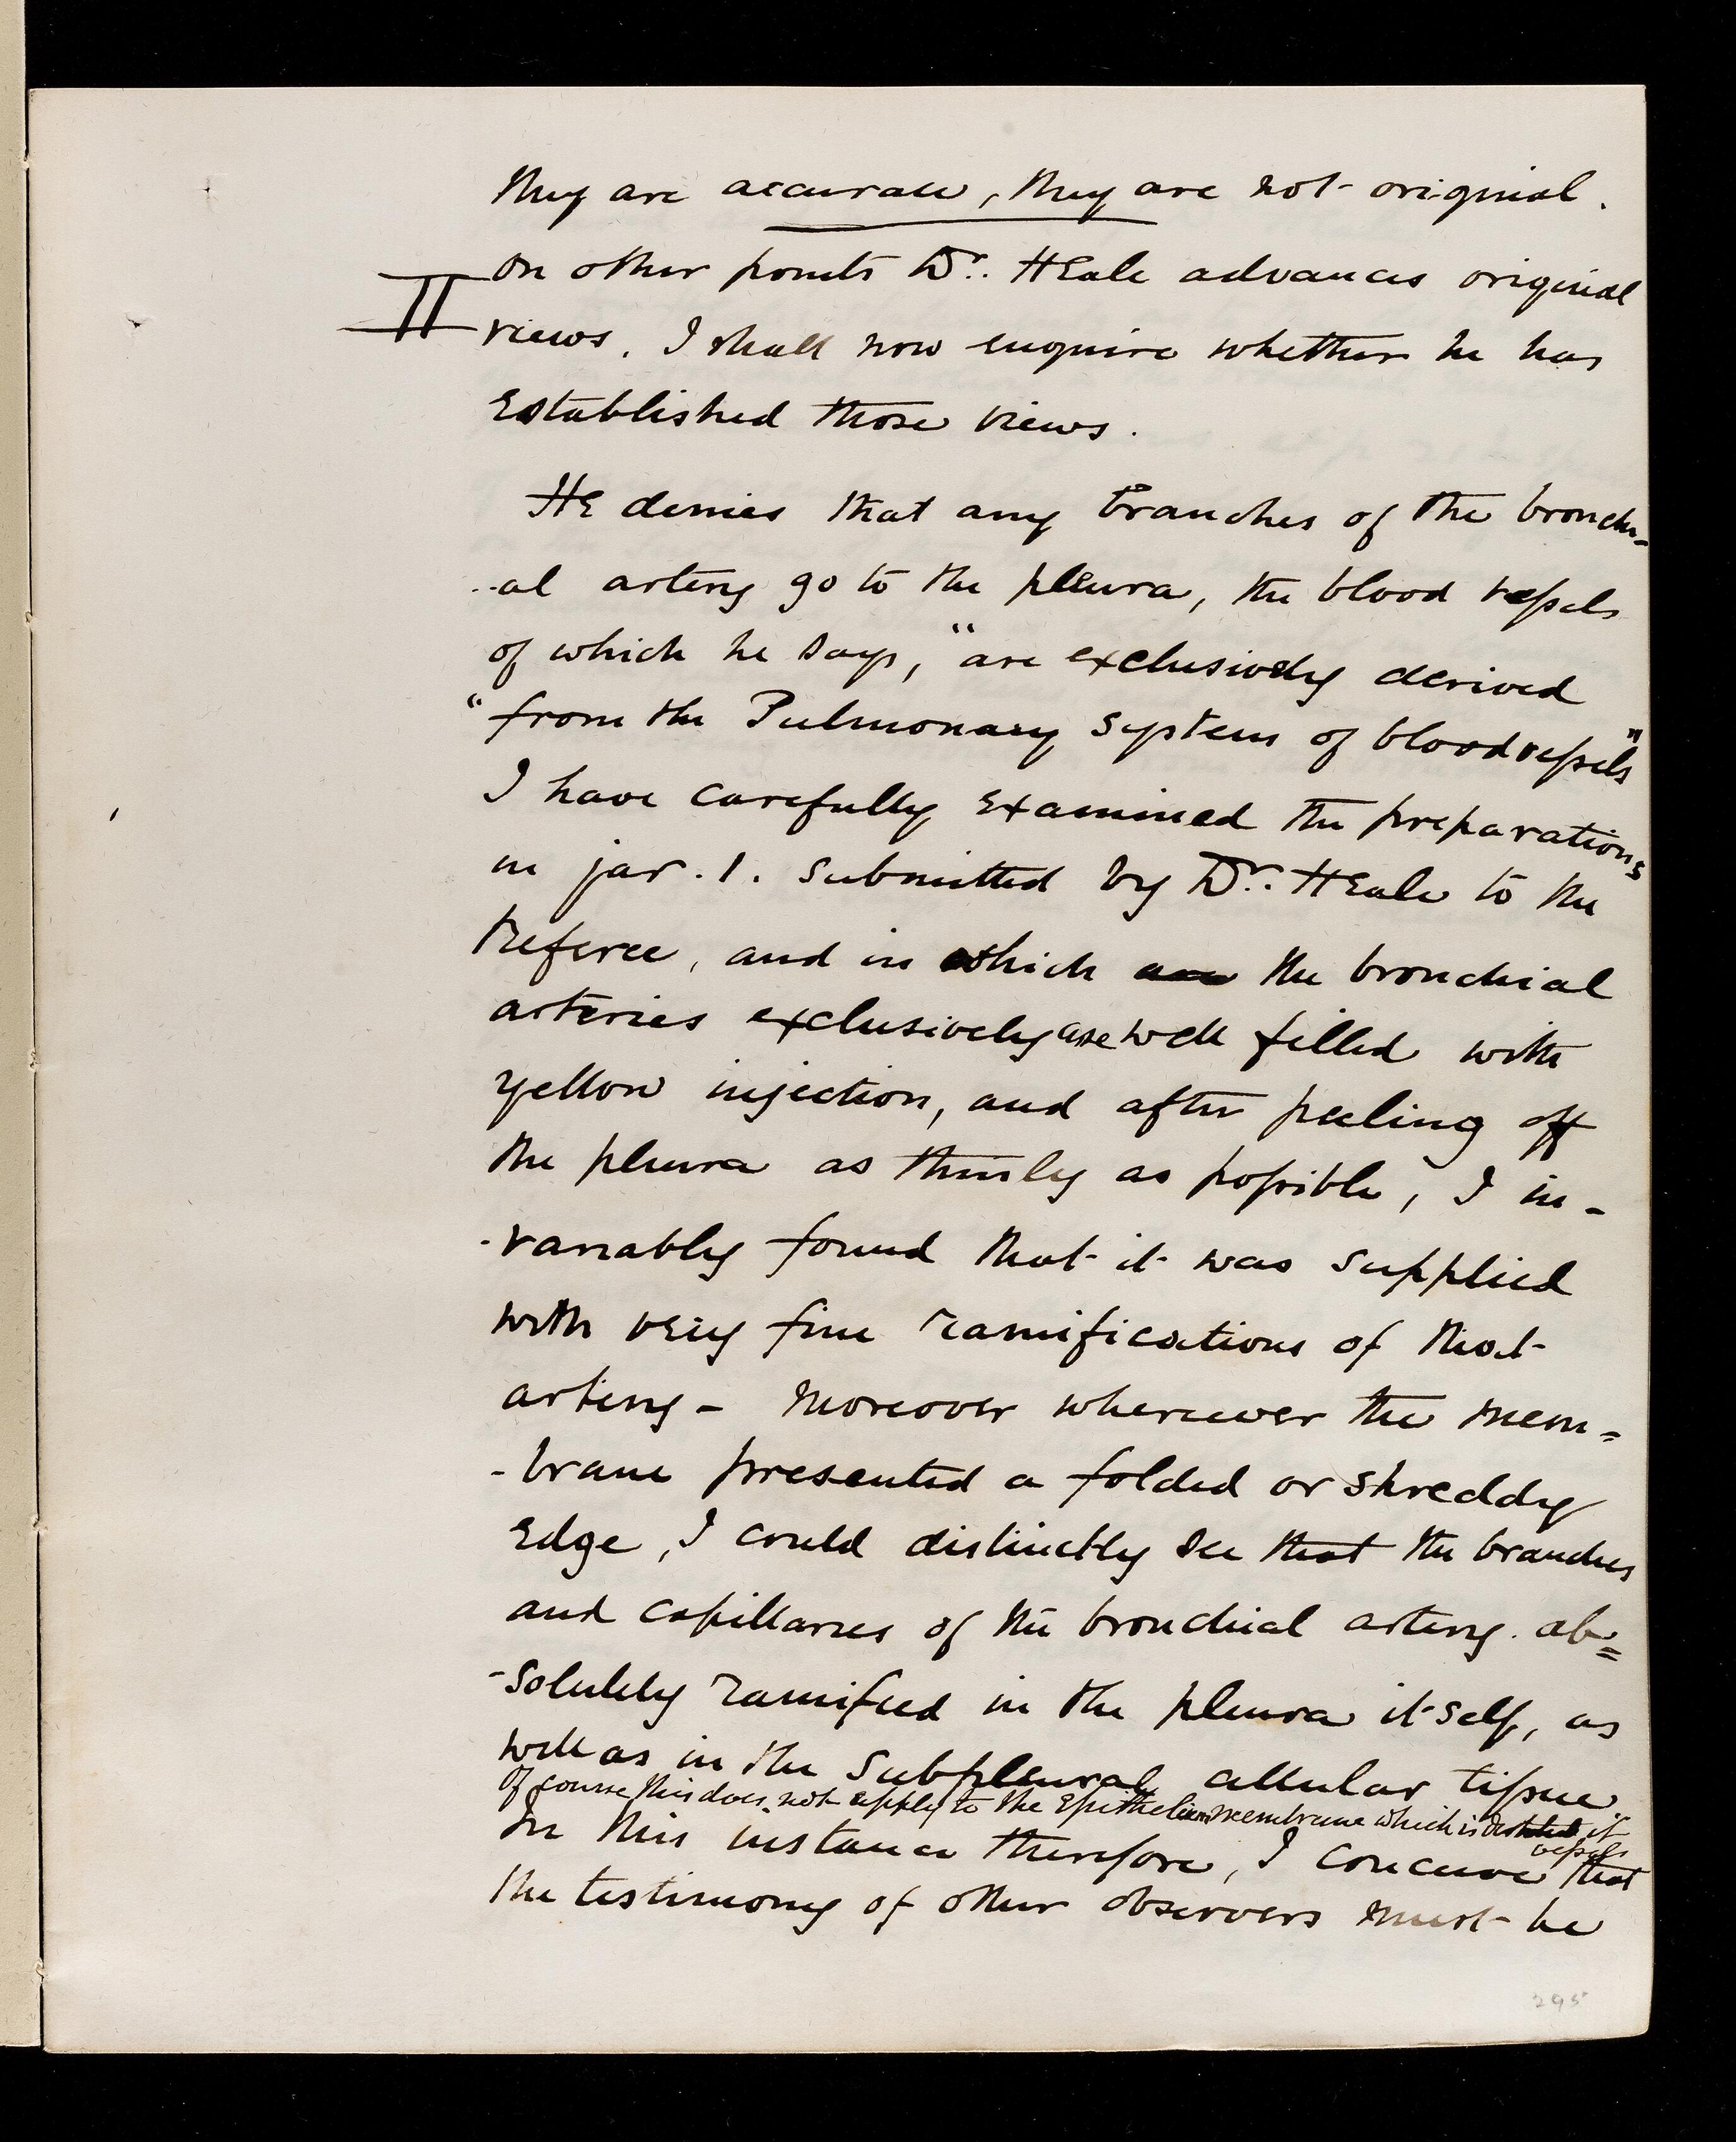 they are accurate, they are not original.
II On other points Dr. Heale advances original
views. I shall now enquire whether he has
established those views.
He denies that any branches of the bronchi-
-al artery go to the pleura, the blood vessels
of which he says, "are exclusively derived
"from the Pulmonary system of bloodvessels"
I have carefully examined the preparations
in jar. 1. submitted by Dr. Heale to the
Referee, and in which the bronchial
arteries exclusively are well filled with
yellow injection, and after peeling off
the pleura as thinly as possible, I in-
-variably found that it was supplied
with very fine ramifications of that
artery - Moreover wherever the mem=
-brane presented a folded or shreddy
edge, I could distinctly see that the branches
and capillaries of the bronchial artery. ab=
-solutely ramified in the pleura itself, as
well as in the subpleural cellular tissue.
Of course this does not apply to the Epithelium membrane which is of
vessels
In this instance therefore, I conceive that
the testimony of other observers must be
295